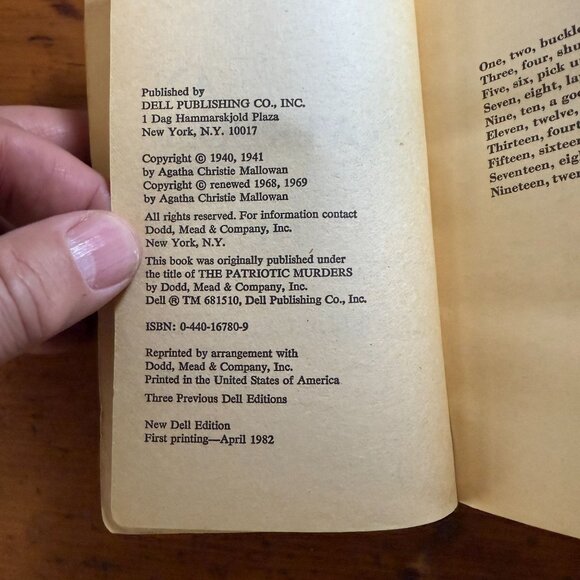 Published by
DELL PUBLISHING CO., INC.
1 Dag Hammarskjold Plaza
New York, N.Y. 10017
Copyright © 1940, 1941
by Agatha Christie Mallowan
Copyright © renewed 1968, 1969
by Agatha Christie Mallowan
All rights reserved. For information contact
Dodd, Mead & Company, Inc.
New York, N.Y.
This book was originally published under
the title of THE PATRIOTIC MURDERS
by Dodd, Mead & Company, Inc.
Dell ® TM 681510, Dell Publishing Co., Inc.
ISBN: 0-440-16780-9
Reprinted by arrangement with
Dodd, Mead & Company, Inc.
Printed in the United States of America
Three Previous Dell Editions
New Dell Edition
First printing—April 1982
One, two, buckle
Three, four, shu
Five, six, pick u
Seven, eight, la
Nine, ten, a goo
Eleven, twelve,
Thirteen, fourt
Fifteen, sixteen
Seventeen, eig
Nineteen, twen